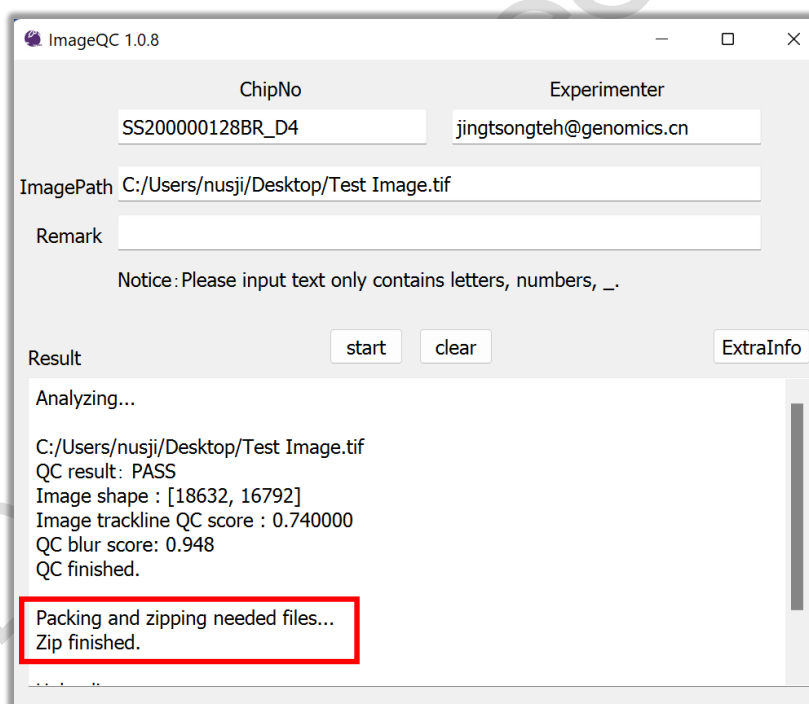 ImageQC 1.0.8
ChipNo Experimenter
SS200000128BR_D4 jingtsongteh@genomics.cn
ImagePath C:/Users/nusji/Desktop/Test Image.tif
Remark
Notice:Please input text only contains letters, numbers, _.
start clear ExtraInfo
Result
Analyzing...
C:/Users/nusji/Desktop/Test Image.tif
QC result: PASS
Image shape : [18632, 16792]
Image trackline QC score : 0.740000
QC blur score: 0.948
QC finished.
Packing and zipping needed files...
Zip finished.